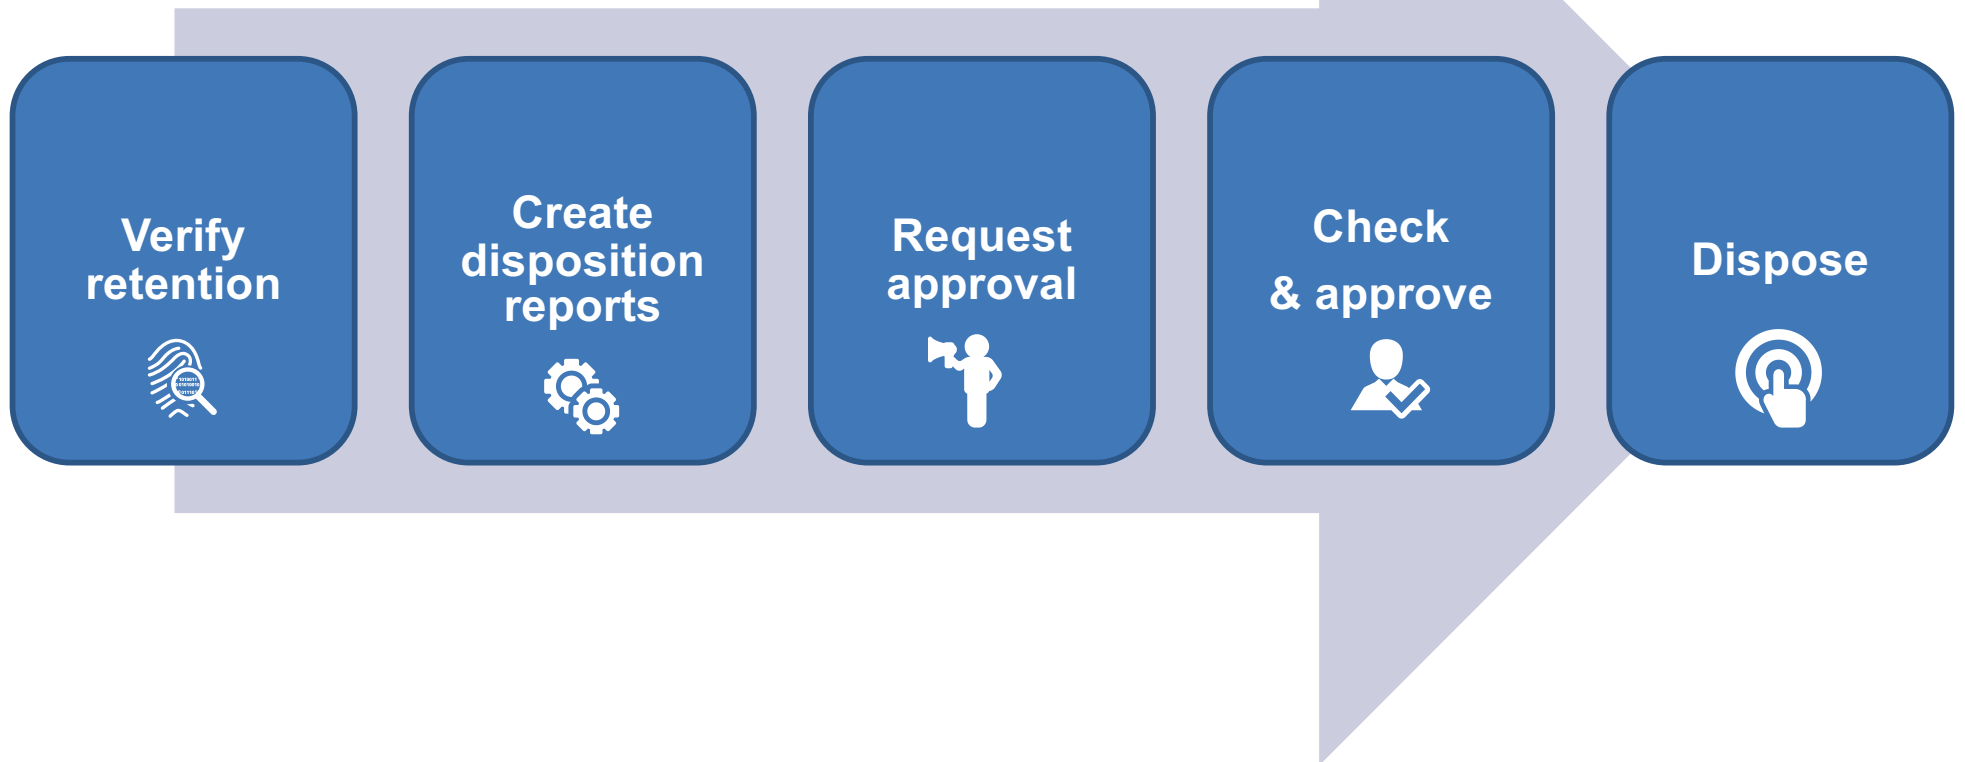 Verify
retention
Create
disposition
reports
Request
approval
Check
& approve
Dispose